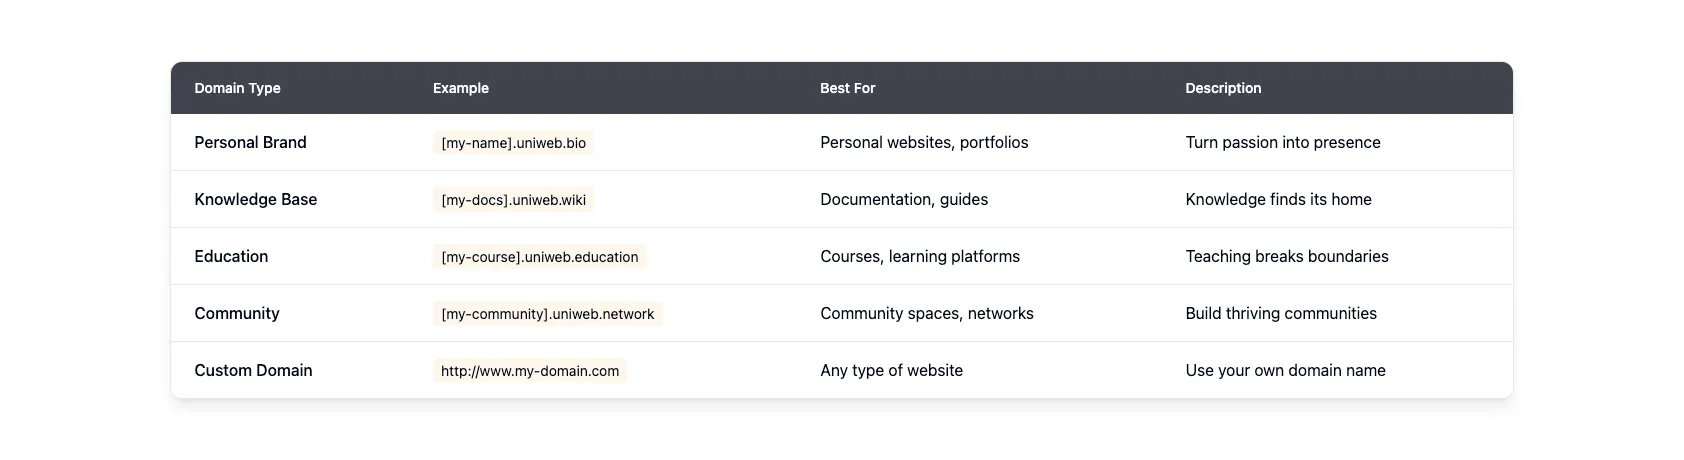 Domain Type Example Best For Description
Personal Brand [my-name].uniweb.bio Personal websites, portfolios Turn passion into presence
Knowledge Base [my-docs].uniweb.wiki Documentation, guides Knowledge finds its home
Education [my-course].uniweb.education Courses, learning platforms Teaching breaks boundaries
Community [my-community].uniweb.network Community spaces, networks Build thriving communities
Custom Domain http://www.my-domain.com Any type of website Use your own domain name